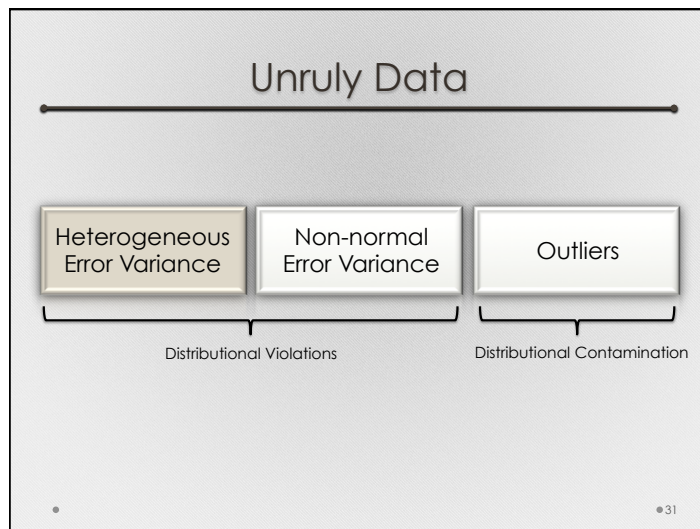 Unruly Data
Heterogeneous
Error Variance
Non-normal
Error Variance
Outliers
Distributional Violations
Distributional Contamination
31